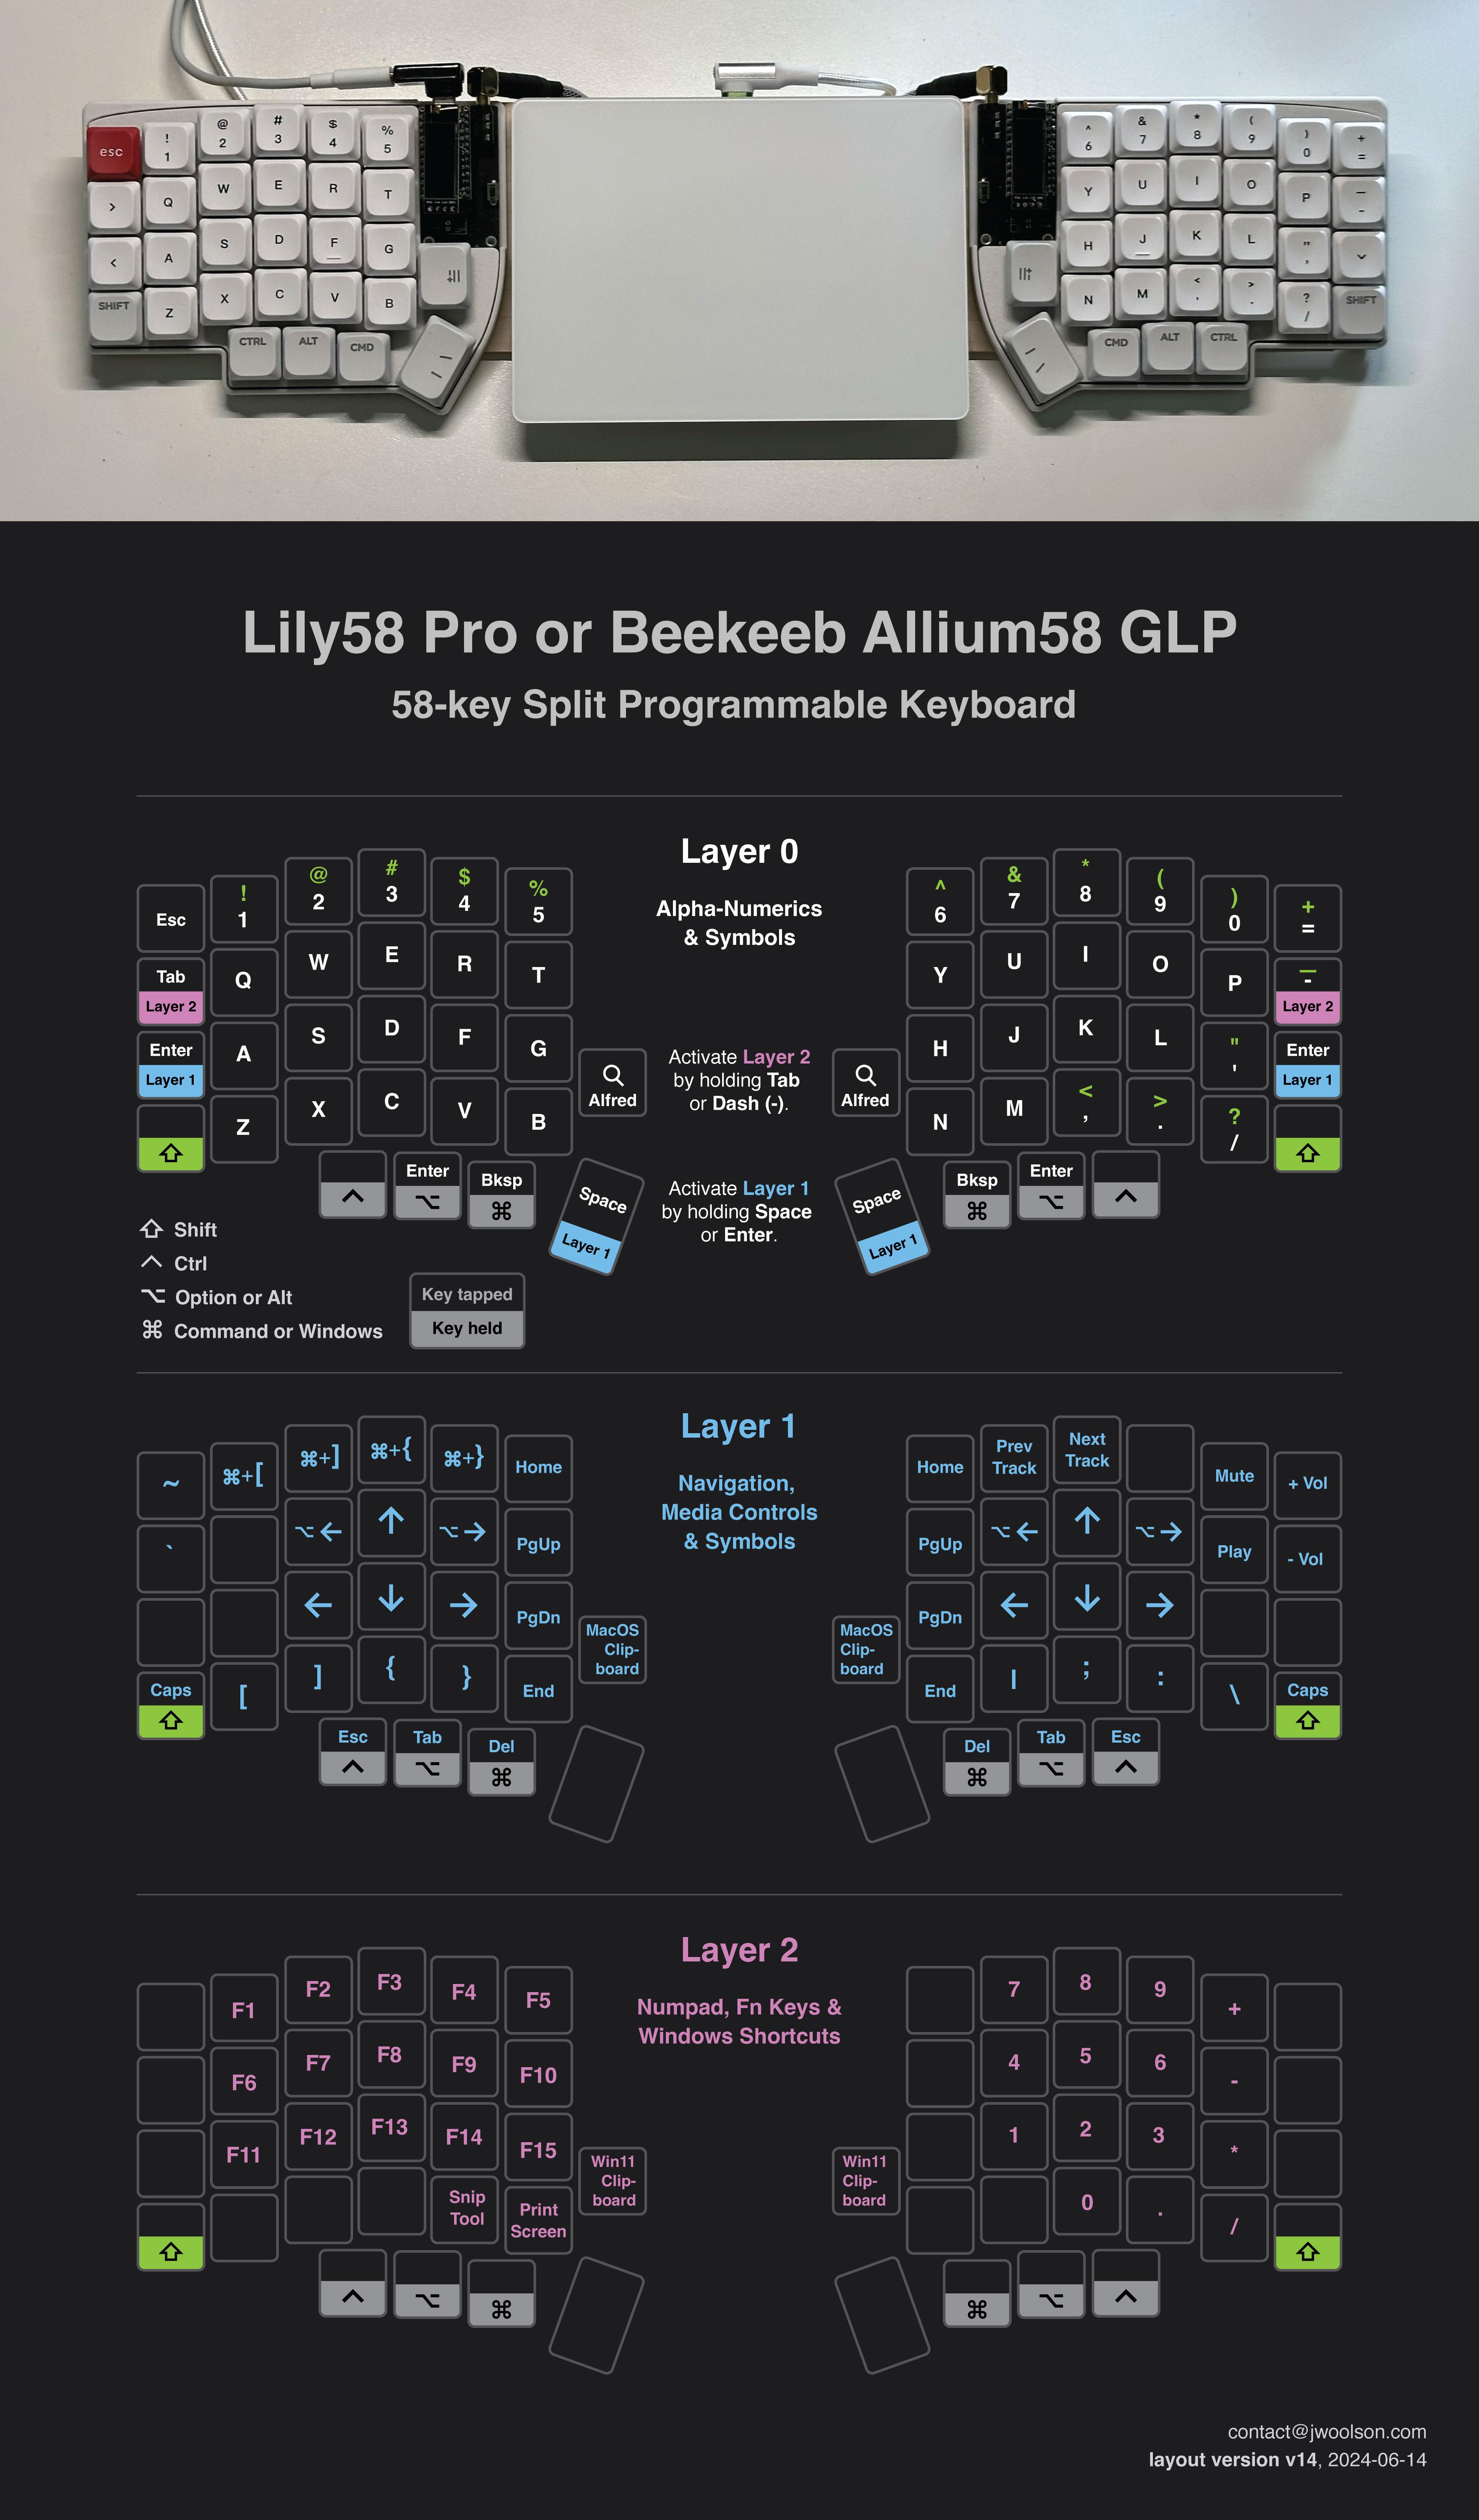 esc ! 1 @ 2 # 3 $ 4 % 5
^ 6 & 7 * 8 ( 9 ) 0 + =
> Q W E R T
Y U I O P — -
< A S D F G
H J K L " '
SHIFT Z X C V B
N M < , > . ? / SHIFT
CTRL ALT CMD
CMD ALT CTRL
Lily58 Pro or Beekeeb Allium58 GLP
58-key Split Programmable Keyboard
Layer 0
Alpha-Numerics
& Symbols
Esc ! 1 @ 2 # 3 $ 4 % 5
^ 6 & 7 * 8 ( 9 ) 0 + =
Tab Layer 2 Q W E R T
Y U I O P _ - Layer 2
Enter Layer 1 A S D F G
H J K L " ' Enter Layer 1
⇧ Z X C V B
N M < , > . ? / ⇧
Alfred
Activate Layer 2
by holding Tab
or Dash (-).
Alfred
^ Enter ⌥ Bksp ⌘ Space Layer 1
Activate Layer 1
by holding Space
or Enter.
Space Layer 1 Bksp ⌘ Enter ⌥ ^
⇧ Shift
^ Ctrl
⌥ Option or Alt
⌘ Command or Windows
Key tapped
Key held
Layer 1
Navigation,
Media Controls
& Symbols
~ ⌘+[ ⌘+] ⌘+{ ⌘+} Home
Home Prev Track Next Track Mute + Vol
` ⌥← ↑ ⌥→ PgUp
PgUp ⌥← ↑ ⌥→ Play - Vol
← ↓ → PgDn
PgDn ← ↓ →
MacOS
Clip-
board
MacOS
Clip-
board
Caps ⇧ [ ] { } End
End | ; : \ Caps ⇧
Esc ^ Tab ⌥ Del ⌘
Del ⌘ Tab ⌥ Esc ^
Layer 2
Numpad, Fn Keys &
Windows Shortcuts
F1 F2 F3 F4 F5
7 8 9 +
F6 F7 F8 F9 F10
4 5 6 -
F11 F12 F13 F14 F15
1 2 3 *
Win11
Clip-
board
Win11
Clip-
board
⇧ Snip Tool Print Screen
0 . / ⇧
^ ⌥ ⌘
⌘ ⌥ ^
contact@jwoolson.com
layout version v14, 2024-06-14